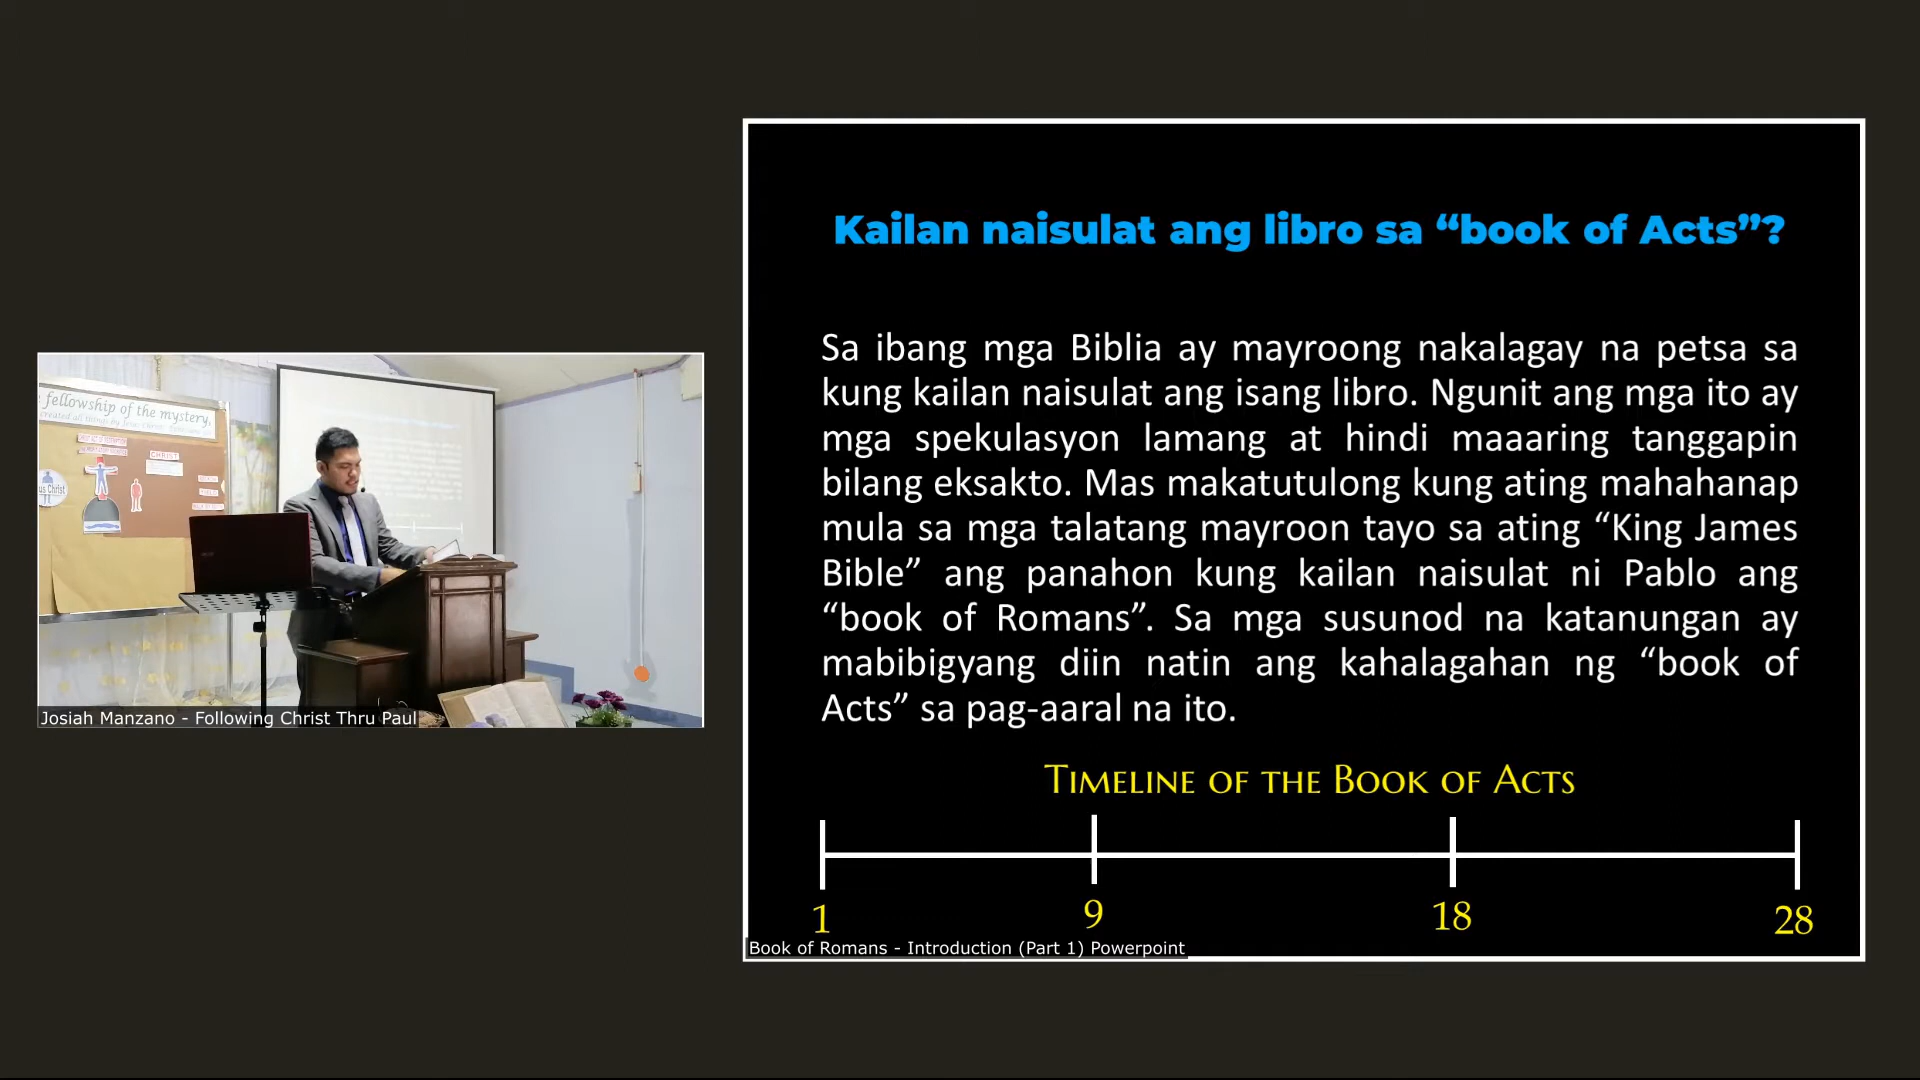 fellowship of the mystery,
CHRIST
us Christ
Josiah Manzano - Following Christ Thru Paul
Kailan naisulat ang libro sa “book of Acts”?
Sa ibang mga Biblia ay mayroong nakalagay na petsa sa
kung kailan naisulat ang isang libro. Ngunit ang mga ito ay
mga spekulasyon lamang at hindi maaaring tanggapin
bilang eksakto. Mas makatutulong kung ating mahahanap
mula sa mga talatang mayroon tayo sa ating “King James
Bible” ang panahon kung kailan naisulat ni Pablo ang
“book of Romans”. Sa mga susunod na katanungan ay
mabibigyang diin natin ang kahalagahan ng “book of
Acts” sa pag-aaral na ito.
Timeline of the Book of Acts
1 9 18 28
Book of Romans - Introduction (Part 1) Powerpoint